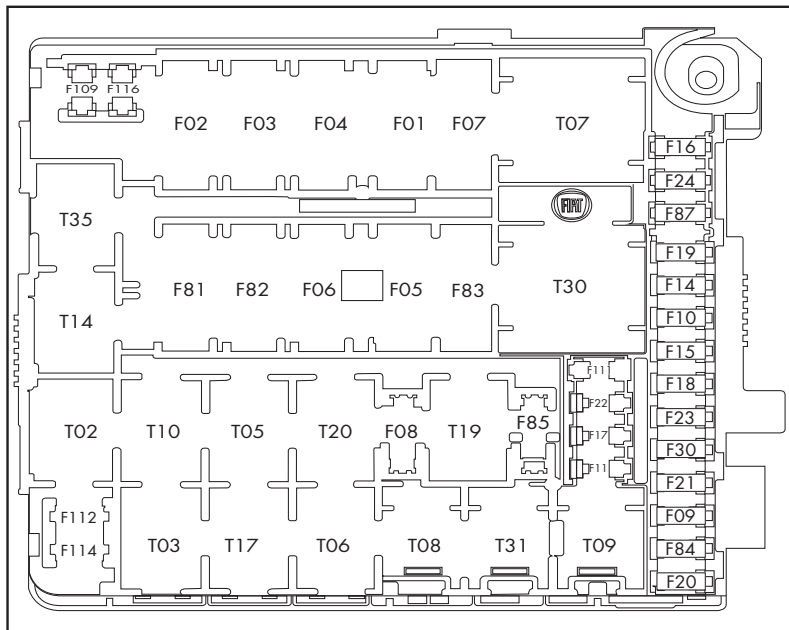 F109 F116
F02 F03 F04 F01 F07 T07
F16
F24
F87
T35
FIAT
F19
F14
F81 F82 F06 F05 F83 T30
T14
F10
F15
F111
F18
F22
F23
T02 T10 T05 T20 F08 T19 F85
F17
F30
F11
F21
F112
F09
F114
T03 T17 T06 T08 T31 T09
F84
F20